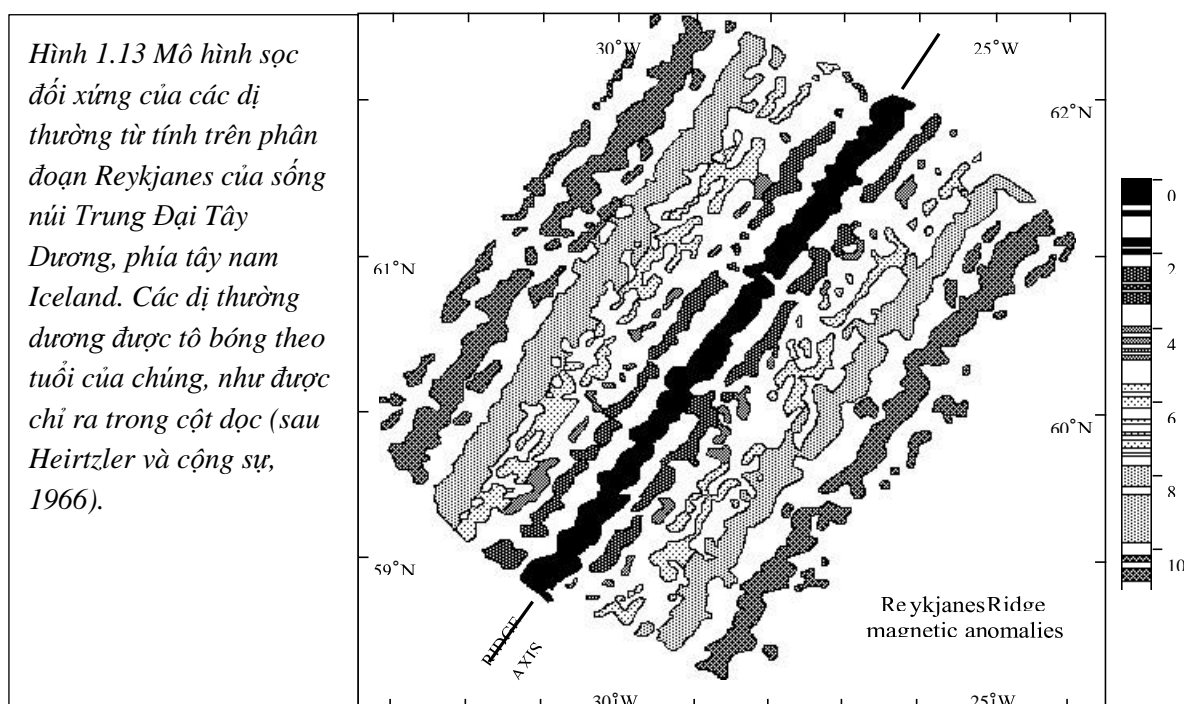 Hình 1.13 Mô hình sọc
đối xứng của các dị
thường từ tính trên phân
đoạn Reykjanes của sống
núi Trung Đại Tây
Dương, phía tây nam
Iceland. Các dị thường
dương được tô bóng theo
tuổi của chúng, như được
chỉ ra trong cột dọc (sau
Heirtzler và cộng sự,
1966).
30°W
25°W
62°N
61°N
60°N
59°N
Reykjanes Ridge
magnetic anomalies
RIDGE
AXIS
30°W
25°W
0
2
4
6
8
10